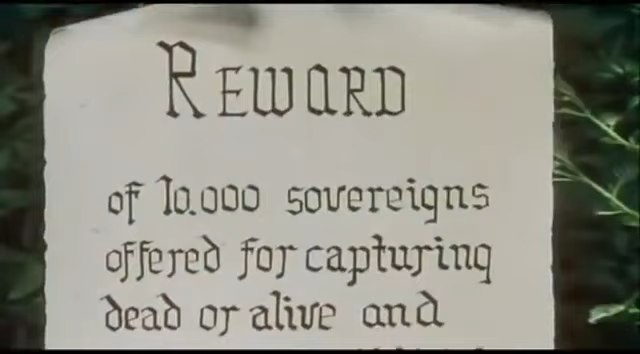 REWARD
of 10.000 sovereigns
offered for capturing
dead or alive and